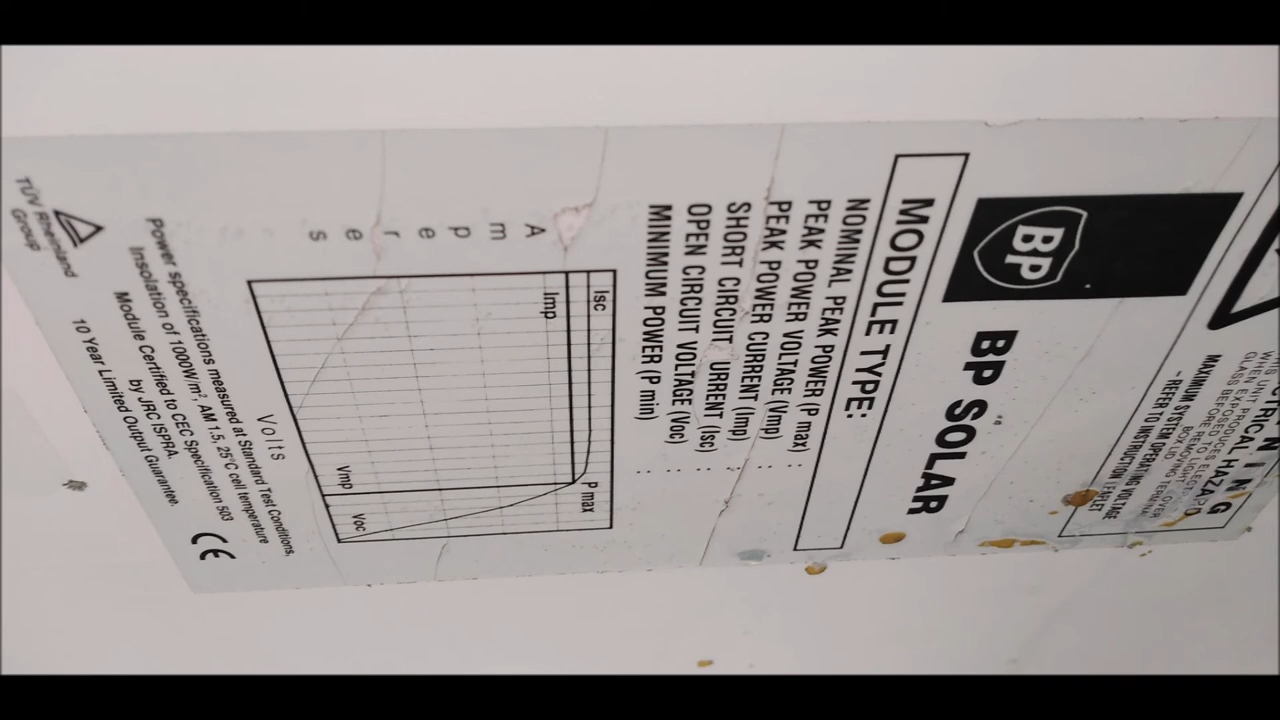 BP
BP SOLAR
MAXIMUM SYSTEM OPERATING VOLTAGE
- REFER TO INSTRUCTION LEAFLET
MODULE TYPE:
NOMINAL PEAK POWER (P max) :
PEAK POWER VOLTAGE (Vmp) :
PEAK POWER CURRENT (Imp) :
SHORT CIRCUIT URRENT (Isc) :
OPEN CIRCUIT VOLTAGE (Voc) :
MINIMUM POWER (P min) :
Isc
P max
Imp
Amperes
Vmp
Voc
Volts
Power specifications measured at Standard Test Conditions,
Insolation of 1000W/m², AM 1.5, 25°C cell temperature
Module Certified to CEC Specification 503
by JRC ISPRA.
10 Year Limited Output Guarantee.
CE
TÜV Rheinland
Group